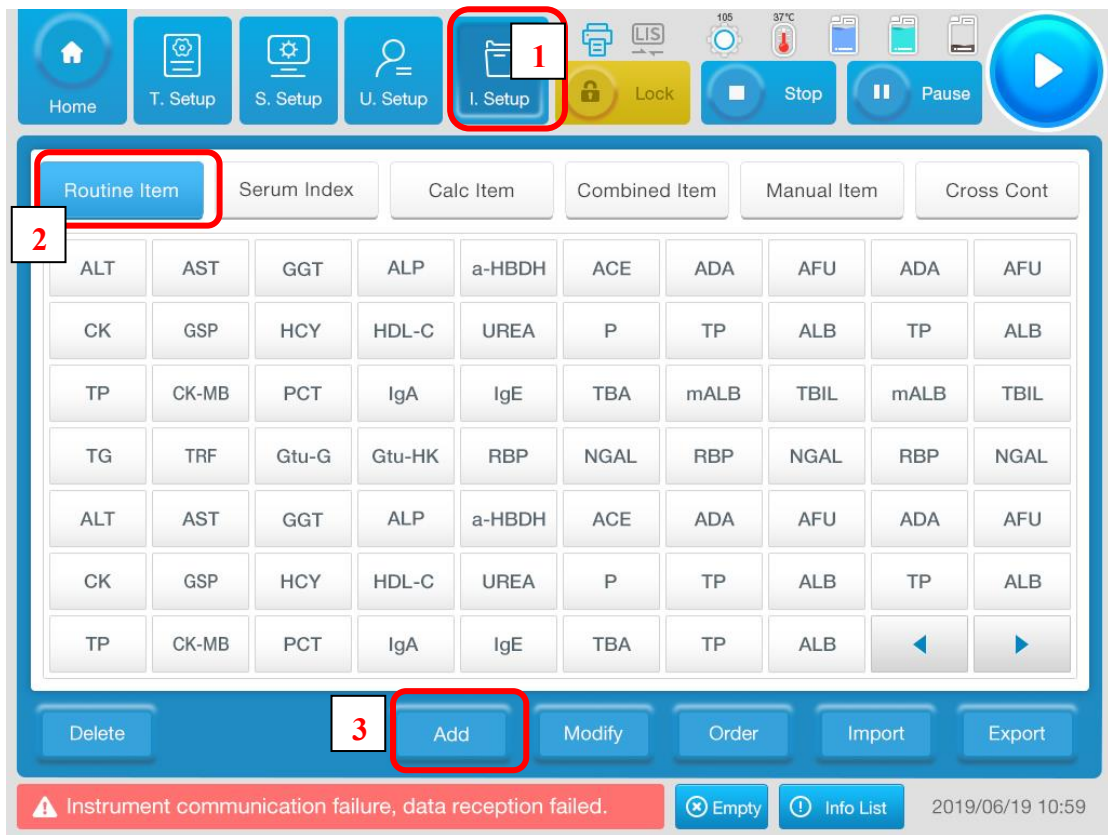 105 37°C
1
LIS
Home T. Setup S. Setup U. Setup I. Setup Lock Stop Pause
Routine Item Serum Index Calc Item Combined Item Manual Item Cross Cont
2
ALT AST GGT ALP a-HBDH ACE ADA AFU ADA AFU
CK GSP HCY HDL-C UREA P TP ALB TP ALB
TP CK-MB PCT IgA IgE TBA mALB TBIL mALB TBIL
TG TRF Gtu-G Gtu-HK RBP NGAL RBP NGAL RBP NGAL
ALT AST GGT ALP a-HBDH ACE ADA AFU ADA AFU
CK GSP HCY HDL-C UREA P TP ALB TP ALB
TP CK-MB PCT IgA IgE TBA TP ALB
Delete 3 Add Modify Order Import Export
Instrument communication failure, data reception failed. Empty Info List 2019/06/19 10:59